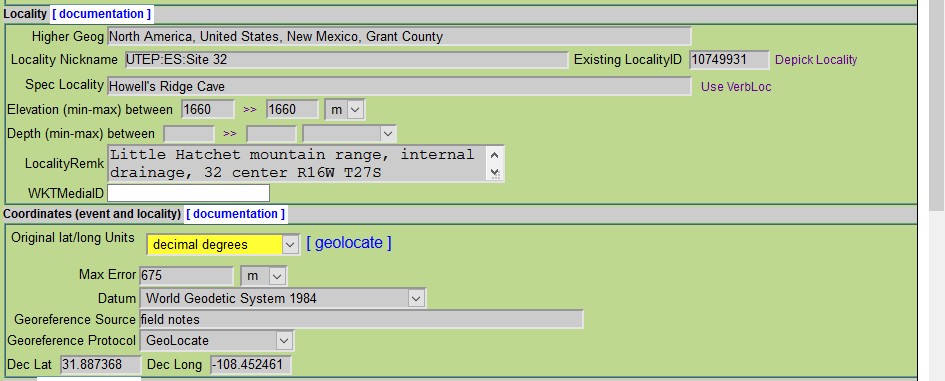 Locality [ documentation ]
Higher Geog North America, United States, New Mexico, Grant County
Locality Nickname UTEP:ES:Site 32 Existing LocalityID 10749931 Depick Locality
Spec Locality Howell's Ridge Cave Use VerbLoc
Elevation (min-max) between 1660 >> 1660 m
Depth (min-max) between >>
LocalityRemk Little Hatchet mountain range, internal
drainage, 32 center R16W T27S
WKTMediaID
Coordinates (event and locality) [ documentation ]
Original lat/long Units decimal degrees [ geolocate ]
Max Error 675 m
Datum World Geodetic System 1984
Georeference Source field notes
Georeference Protocol GeoLocate
Dec Lat 31.887368 Dec Long -108.452461